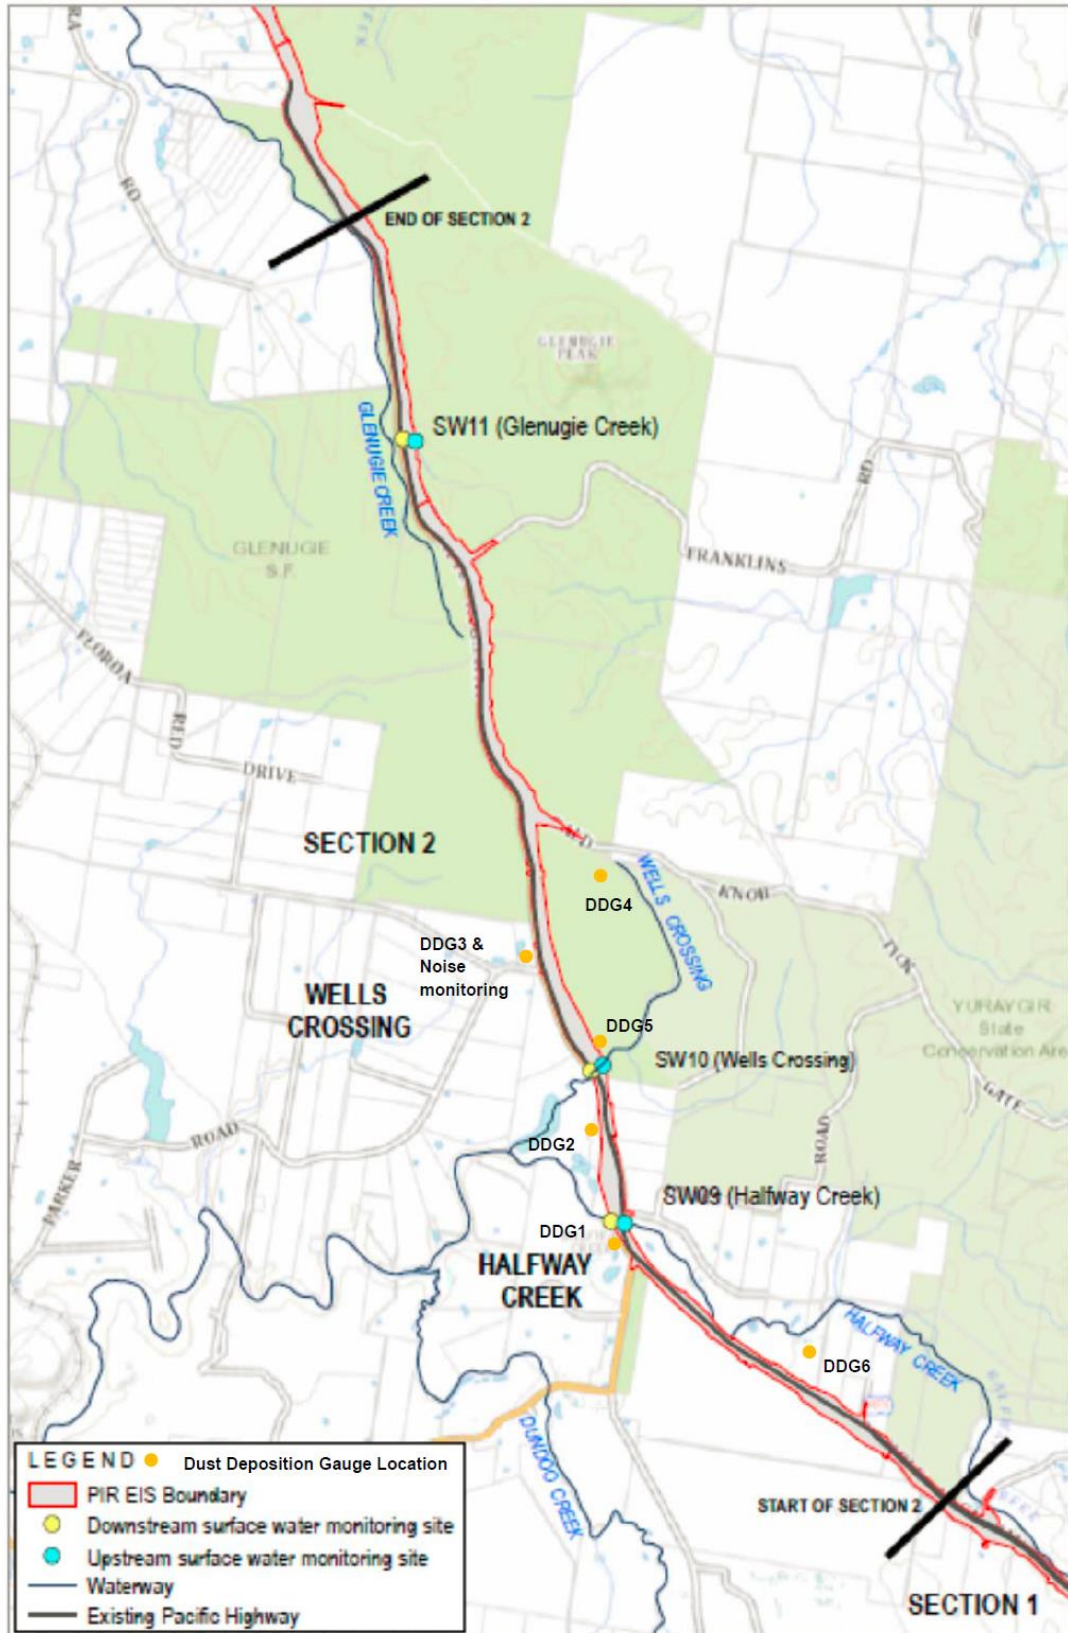 RD
END OF SECTION 2
GLENUGIE
PEAK
SW11 (Glenugie Creek)
GLENUGIE CREEK
RD
FRANKLINS
GLENUGIE
S.F.
FLORDA
RED
DRIVE
SECTION 2
WELLS CROSSING
KNOB
DDG4
TICK
DDG3 &
Noise
monitoring
WELLS
CROSSING
YURAYGIR
State
Conservation Area
DDG5
SW10 (Wells Crossing)
GATE
DDG2
ROAD
ROAD
PARKER
SW09 (Halfway Creek)
DDG1
HALFWAY
CREEK
HALFWAY CREEK
DDG6
DUNDOO CREEK
START OF SECTION 2
SECTION 1
LEGEND
Dust Deposition Gauge Location
PIR EIS Boundary
Downstream surface water monitoring site
Upstream surface water monitoring site
Waterway
Existing Pacific Highway